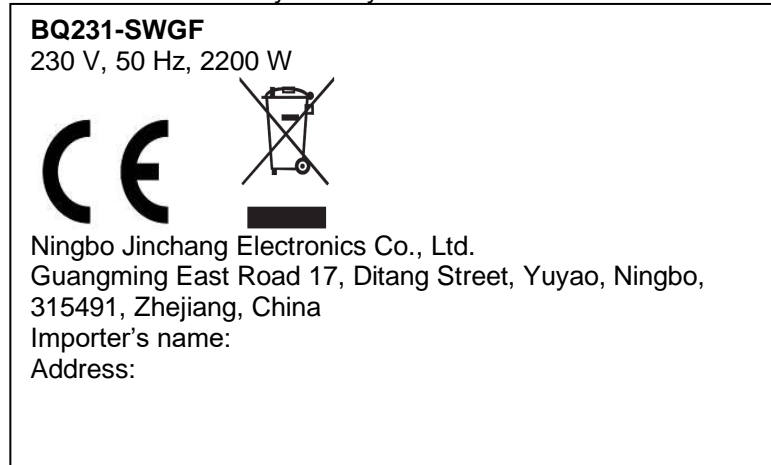 BQ231-SWGF
230 V, 50 Hz, 2200 W
CE
Ningbo Jinchang Electronics Co., Ltd.
Guangming East Road 17, Ditang Street, Yuyao, Ningbo,
315491, Zhejiang, China
Importer’s name:
Address: